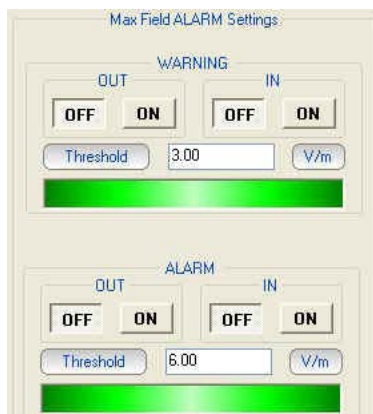 Max Field ALARM Settings
WARNING
OUT IN
OFF ON OFF ON
Threshold 3.00 V/m
ALARM
OUT IN
OFF ON OFF ON
Threshold 6.00 V/m